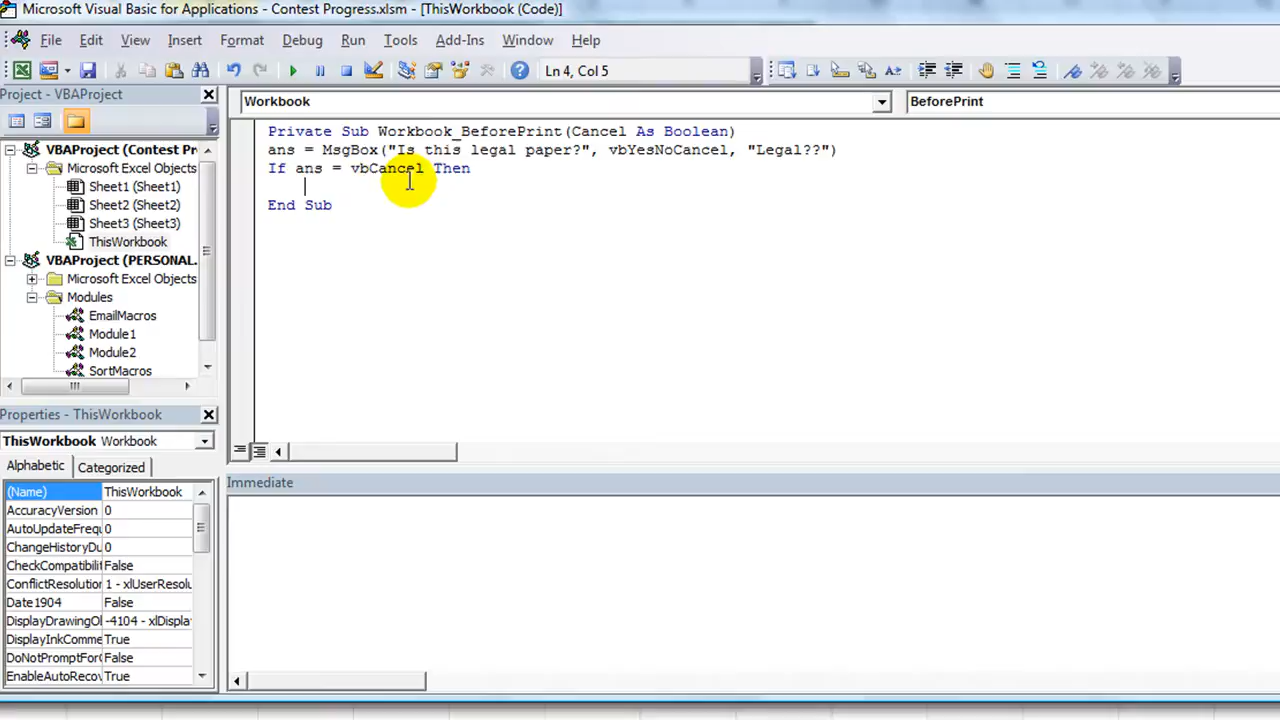 Microsoft Visual Basic for Applications - Contest Progress.xlsm - [ThisWorkbook (Code)]
File Edit View Insert Format Debug Run Tools Add-Ins Window Help
Ln 4, Col 5
Project - VBAProject
Workbook
BeforePrint
VBAProject (Contest P
Microsoft Excel Objects
Sheet1 (Sheet1)
Sheet2 (Sheet2)
Sheet3 (Sheet3)
ThisWorkbook
VBAProject (PERSONAL.
Microsoft Excel Objects
Modules
EmailMacros
Module1
Module2
SortMacros
Private Sub Workbook_BeforePrint(Cancel As Boolean)
ans = MsgBox("Is this legal paper?", vbYesNoCancel, "Legal??")
If ans = vbCancel Then
End Sub
Properties - ThisWorkbook
ThisWorkbook Workbook
Alphabetic Categorized
(Name) ThisWorkbook
AccuracyVersion 0
AutoUpdateFrequ 0
ChangeHistoryDu 0
CheckCompatibili False
ConflictResolution 1 - xlUserResolu
Date1904 False
DisplayDrawingOl -4104 - xlDispla
DisplayInkComme True
DoNotPromptForC False
EnableAutoRecov True
Immediate